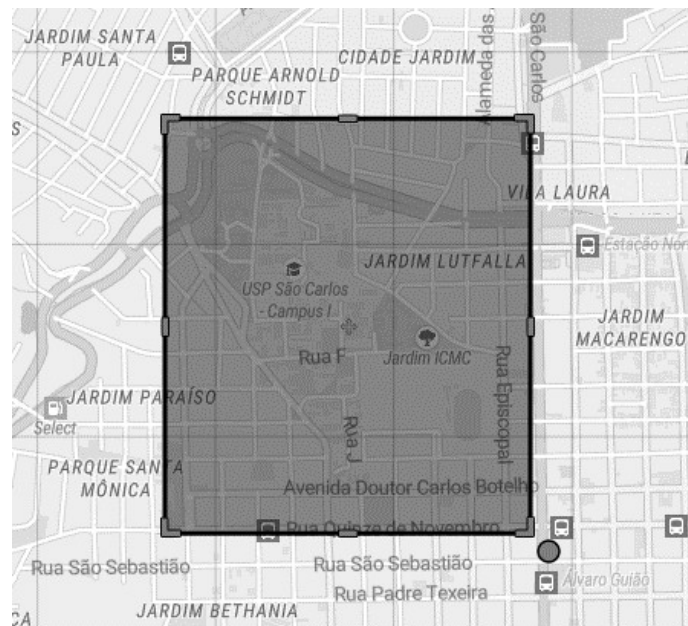 JARDIM SANTA
PAULA
CIDADE JARDIM
Alameda das
São Carlos
PARQUE ARNOLD
SCHMIDT
S
VILA LAURA
Estação Nor
JARDIM LUTFALLA
USP São Carlos
- Campus I
JARDIM
MACARENGO
Rua F
Jardim ICMC
Rua Episcopal
JARDIM PARAÍSO
Select
Rua J
PARQUE SANTA
MÔNICA
Avenida Doutor Carlos Botelho
Rua Quinze de Novembro
Rua São Sebastião
Rua São Sebastião
Álvaro Guião
Rua Padre Texeira
JARDIM BETHANIA
CA